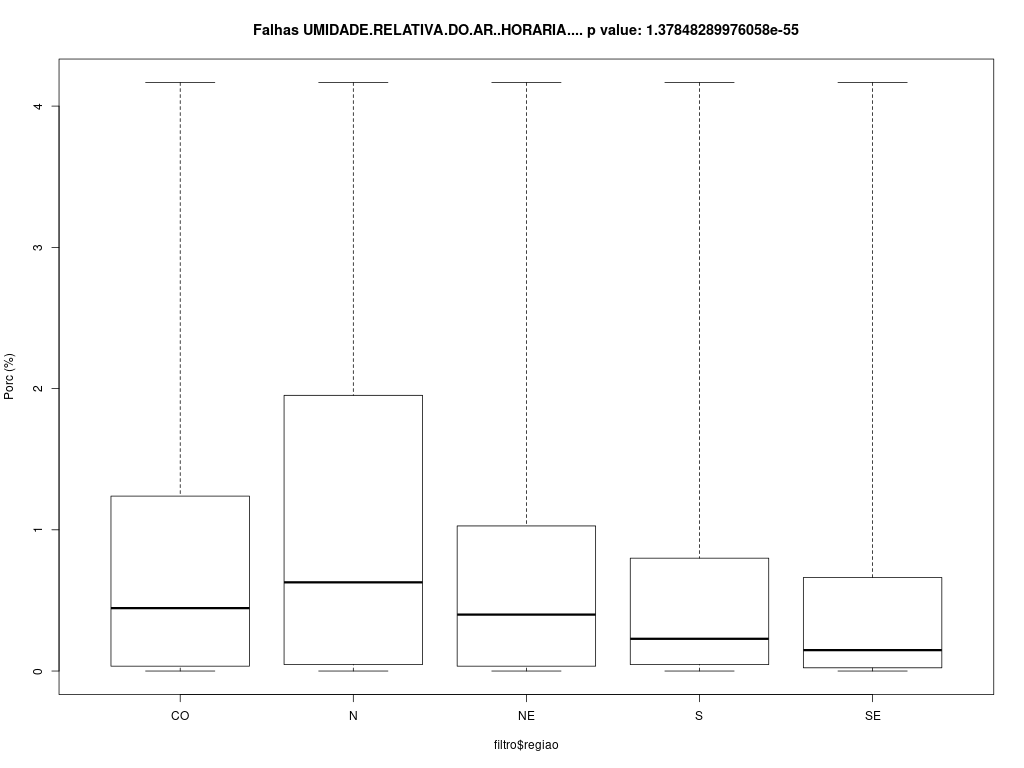 Falhas UMIDADE.RELATIVA.DO.AR..HORARIA.... p value: 1.37848289976058e-55
Porc (%)
4
3
2
1
0
CO N NE S SE
filtro$regiao